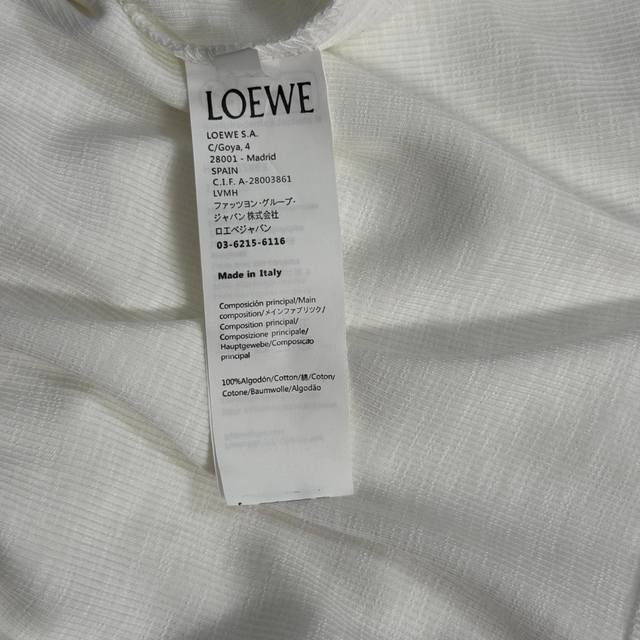 LOEWE
LOEWE S.A.
C/Goya, 4
28001 - Madrid
SPAIN
C.I.F. A-28003861
LVMH
ファッツヨン・グループ・
ジャパン株式会社
ロエベジャパン
03-6215-6116
Made in Italy
Composición principal/Main
composition/メインファブリック/
Composition principal/
Composizione principale/
Hauptgewebe/Composicao
principal
100%Algodón/Cotton/綿/Cotony
Cotone/Baumwolle/Algodão